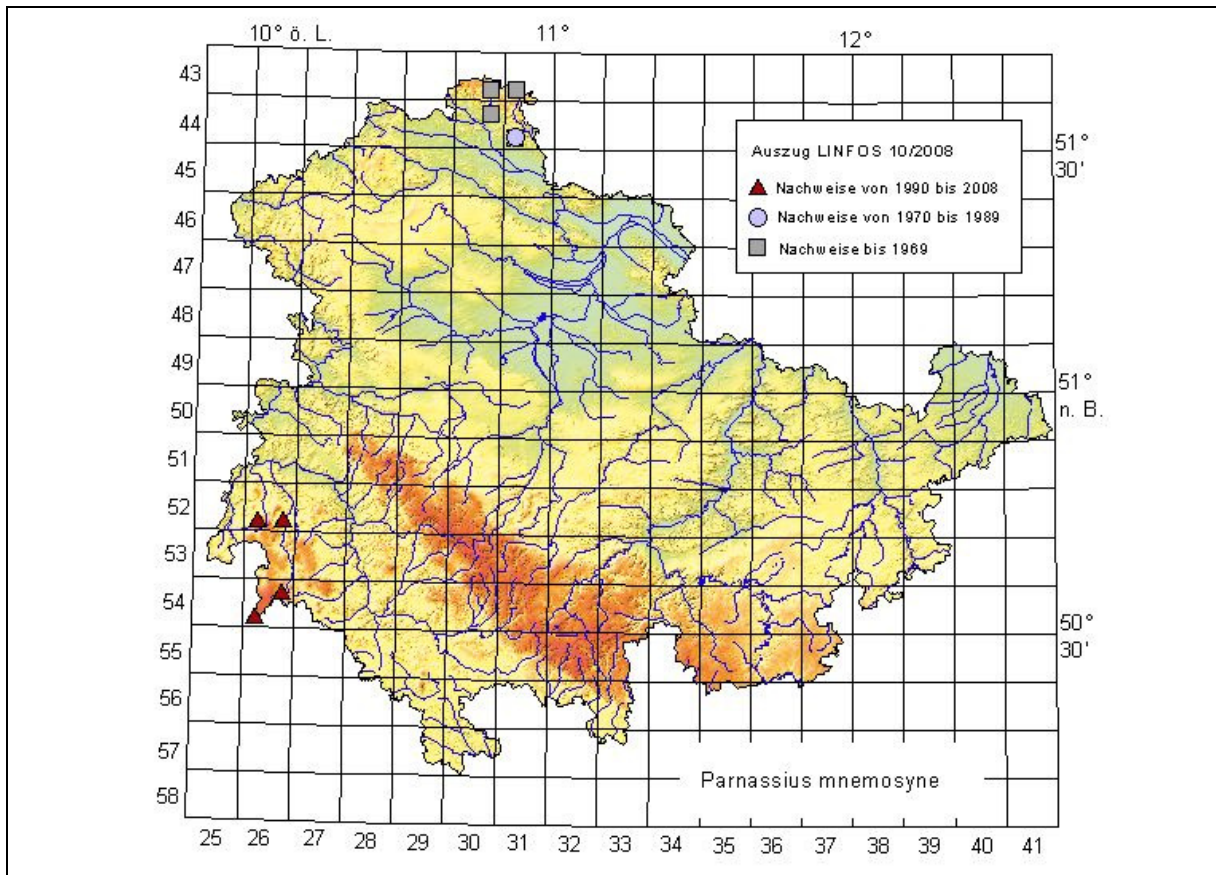 10° ö. L.
11°
12°
43
44
45
46
47
48
49
50
51
52
53
54
55
56
57
58
51°
30'
51°
n. B.
50°
30'
Auszug LINFOS 10/2008
Nachweise von 1990 bis 2008
Nachweise von 1970 bis 1989
Nachweise bis 1969
Parnassius mnemosyne
25 26 27 28 29 30 31 32 33 34 35 36 37 38 39 40 41